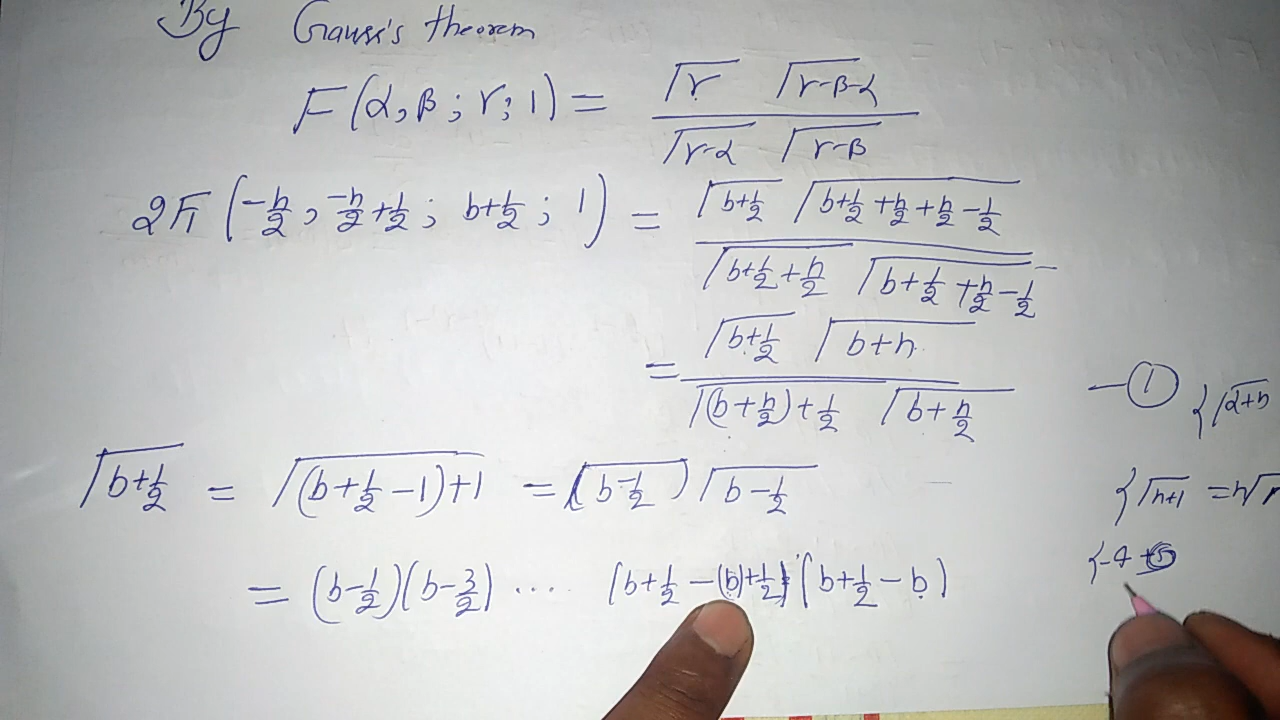 By Gauss's theorem
F(α, β ; γ ; 1) = Γγ Γγ-β-α / Γγ-α Γγ-β
2F1 (-n/2, -n/2 + 1/2 ; b+1/2 ; 1) = Γb+1/2 Γb+1/2 + n/2 + n/2 - 1/2 / Γb+1/2 + n/2 Γb+1/2 + n/2 - 1/2
= Γb+1/2 Γb+n / Γ(b+n/2)+1/2 Γb+n/2 — ① {Γα+n
Γb+1/2 = Γ(b+1/2-1)+1 = (b-1/2) Γb-1/2 {Γn+1 = n
= (b-1/2)(b-3/2) .... (b+1/2 - (b)+1/2) (b+1/2 - b) {-4 +